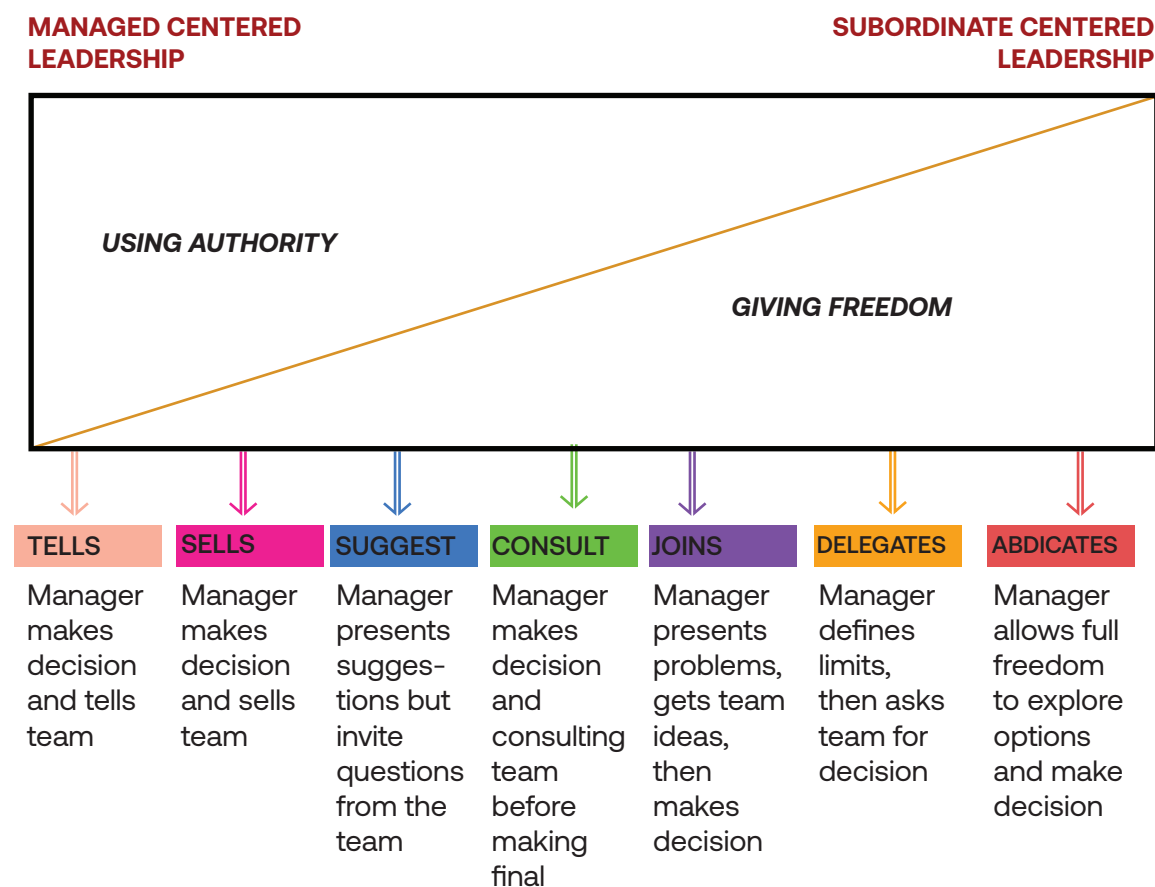 MANAGED CENTERED
LEADERSHIP
SUBORDINATE CENTERED
LEADERSHIP
USING AUTHORITY
GIVING FREEDOM
TELLS
Manager
makes
decision
and tells
team
SELLS
Manager
makes
decision
and sells
team
SUGGEST
Manager
presents
sugges-
tions but
invite
questions
from the
team
CONSULT
Manager
makes
decision
and
consulting
team
before
making
final
JOINS
Manager
presents
problems,
gets team
ideas,
then
makes
decision
DELEGATES
Manager
defines
limits,
then asks
team for
decision
ABDICATES
Manager
allows full
freedom
to explore
options
and make
decision